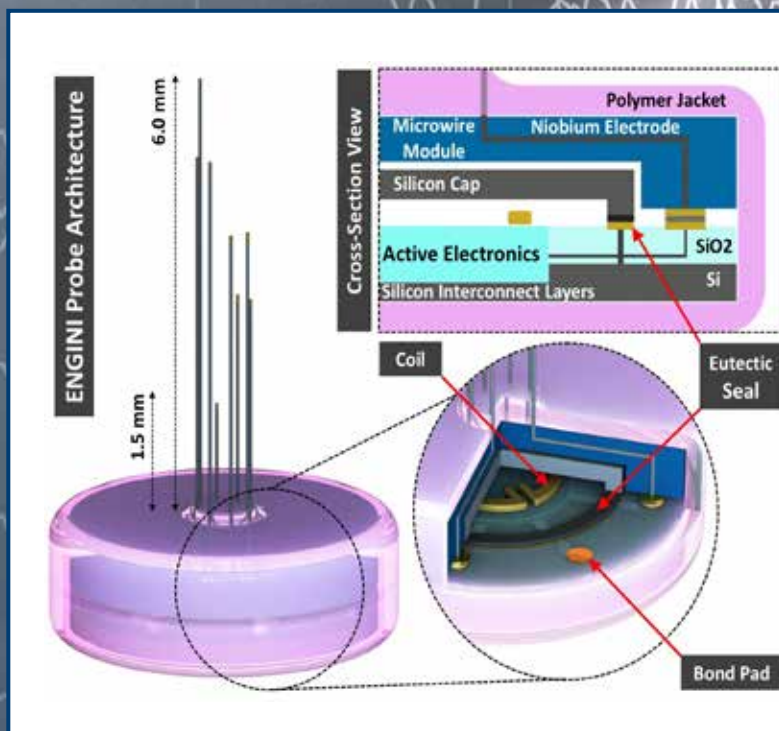 ENGINI Probe Architecture
6.0 mm
1.5 mm
Cross-Section View
Polymer Jacket
Microwire
Module
Niobium Electrode
Silicon Cap
Active Electronics
SiO2
Si
Silicon Interconnect Layers
Coil
Eutectic
Seal
Bond Pad